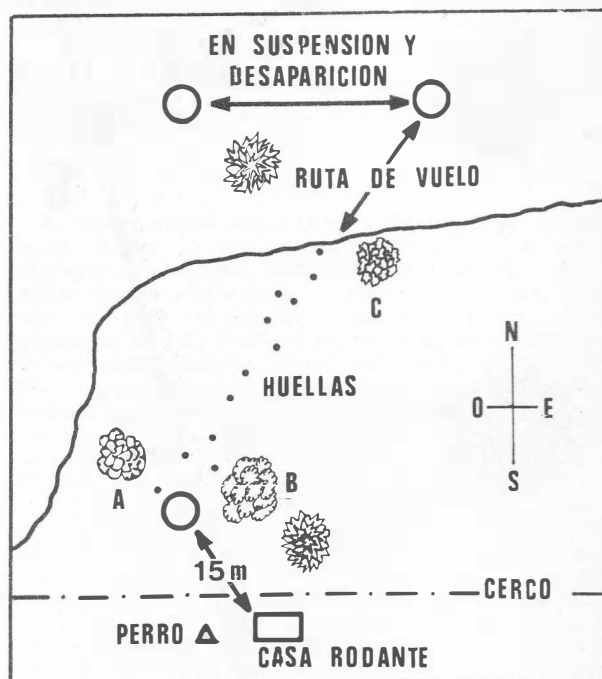 EN SUSPENSION Y
DESAPARICION
RUTA DE VUELO
C
HUELLAS
N
O
E
S
A
B
15 m
CERCO
PERRO
CASA RODANTE